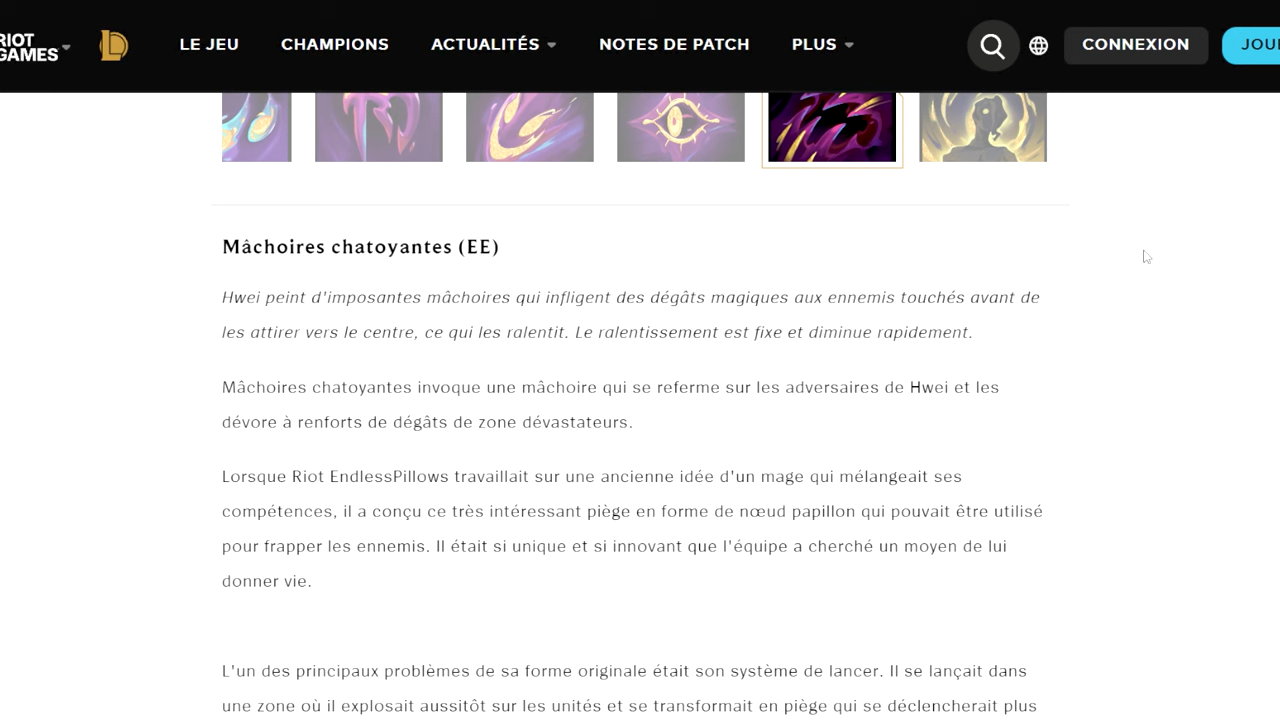 RIOT
GAMES
LE JEU
CHAMPIONS
ACTUALITÉS
NOTES DE PATCH
PLUS
CONNEXION
Mâchoires chatoyantes (EE)
Hwei peint d'imposantes mâchoires qui infligent des dégâts magiques aux ennemis touchés avant de
les attirer vers le centre, ce qui les ralentit. Le ralentissement est fixe et diminue rapidement.
Mâchoires chatoyantes invoque une mâchoire qui se referme sur les adversaires de Hwei et les
dévore à renforts de dégâts de zone dévastateurs.
Lorsque Riot EndlessPillows travaillait sur une ancienne idée d'un mage qui mélangeait ses
compétences, il a conçu ce très intéressant piège en forme de nœud papillon qui pouvait être utilisé
pour frapper les ennemis. Il était si unique et si innovant que l'équipe a cherché un moyen de lui
donner vie.
L'un des principaux problèmes de sa forme originale était son système de lancer. Il se lançait dans
une zone où il explosait aussitôt sur les unités et se transformait en piège qui se déclencherait plus